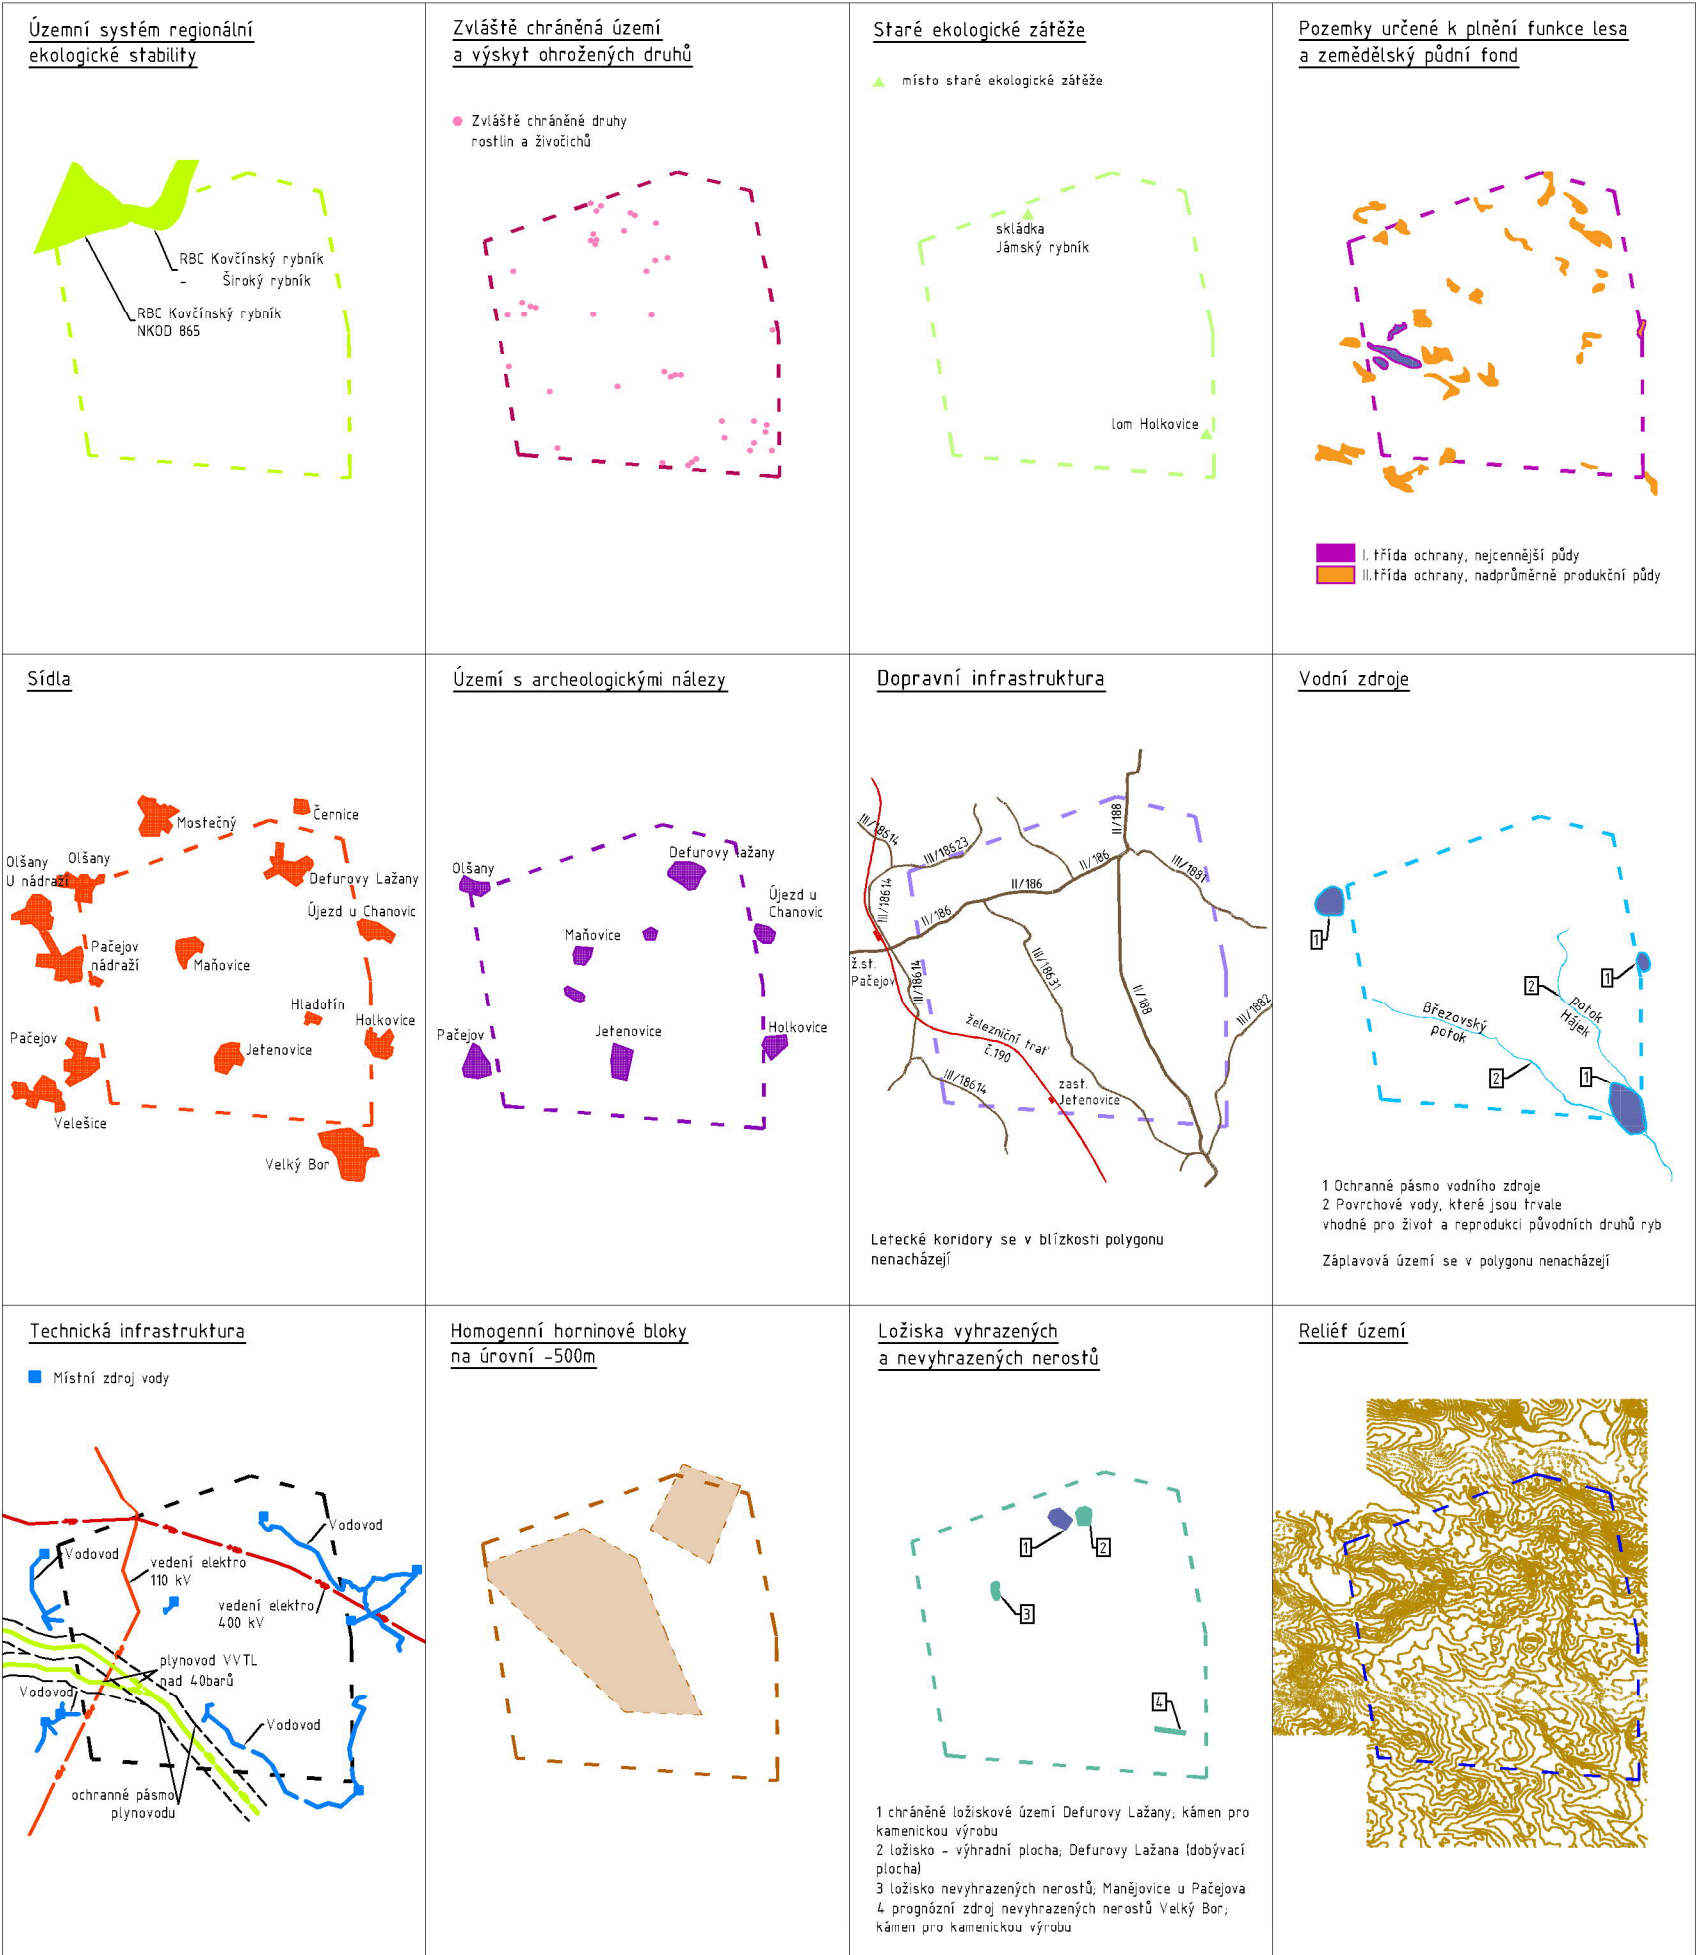 Územní systém regionální
ekologické stability
RBC Kovčínský rybník
- Široký rybník
RBC Kovčínský rybník
NKOD 865
Zvláště chráněná území
a výskyt ohrožených druhů
Zvláště chráněné druhy
rostlin a živočichů
Staré ekologické zátěže
místo staré ekologické zátěže
skládka
Jámský rybník
lom Holkovice
Pozemky určené k plnění funkce lesa
a zemědělský půdní fond
I. třída ochrany, nejcennější půdy
II.třída ochrany, nadprůměrně produkční půdy
Sídla
Mostečný
Černice
Olšany
U nádraží
Olšany
Defurovy Lažany
Újezd u Chanovic
Pačejov
nádraží
Maňovice
Hladotín
Holkovice
Pačejov
Jetenovice
Velešice
Velký Bor
Území s archeologickými nálezy
Olšany
Defurovy Lažany
Újezd u
Chanovic
Maňovice
Pačejov
Jetenovice
Holkovice
Dopravní infrastruktura
III/18614
III/18623
II/188
II/186
III/1881
III/18614
II/186
II/186
ž.st.
Pačejov
III/18614
III/18631
II/188
III/1882
železniční trať
č.190
III/18614
zast.
Jetenovice
Letecké koridory se v blízkosti polygonu
nenacházejí
Vodní zdroje
1
1
2
potok
Hájek
Březovský
potok
2
1
1 Ochranné pásmo vodního zdroje
2 Povrchové vody, které jsou trvale
vhodné pro život a reprodukci původních druhů ryb
Záplavová území se v polygonu nenacházejí
Technická infrastruktura
Místní zdroj vody
Vodovod
Vodovod
vedení elektro
110 kV
vedení elektro
400 kV
plynovod VVTL
nad 40barů
Vodovod
Vodovod
ochranné pásmo
plynovodu
Homogenní horninové bloky
na úrovní -500m
Ložiska vyhrazených
a nevyhrazených nerostů
1
2
3
4
1 chráněné ložiskové území Defurovy Lažany; kámen pro
kamenickou výrobu
2 ložisko - výhradní plocha; Defurovy Lažana (dobývací
plocha)
3 ložisko nevyhrazených nerostů; Manějovice u Pačejova
4 prognózní zdroj nevyhrazených nerostů Velký Bor;
kámen pro kamenickou výrobu
Reliéf území